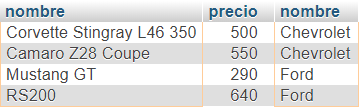 nombre precio nombre
Corvette Stingray L46 350 500 Chevrolet
Camaro Z28 Coupe 550 Chevrolet
Mustang GT 290 Ford
RS200 640 Ford